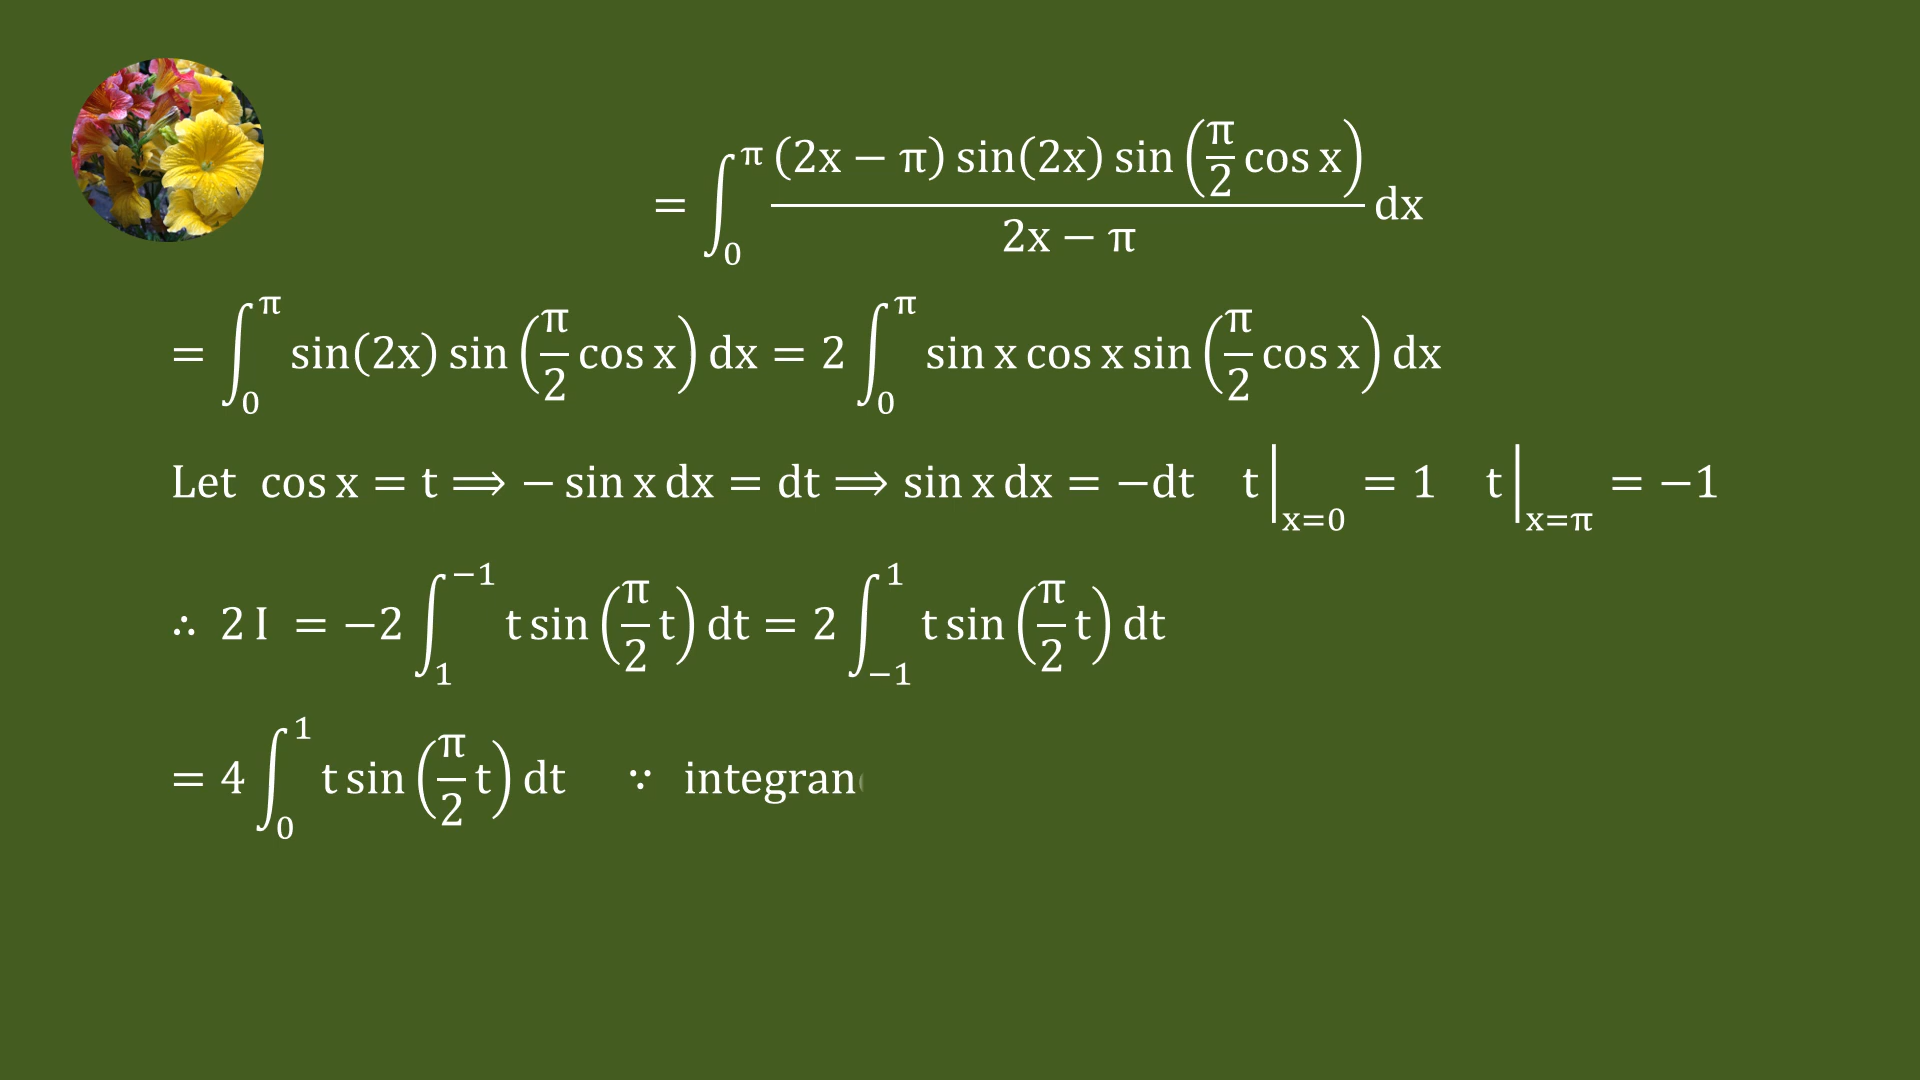 = ∫₀^π (2x − π) sin(2x) sin(π/2 cos x) / (2x − π) dx
= ∫₀^π sin(2x) sin(π/2 cos x) dx = 2 ∫₀^π sin x cos x sin(π/2 cos x) dx
Let cos x = t ⟹ − sin x dx = dt ⟹ sin x dx = −dt t|ₓ₌₀ = 1 t|ₓ₌π = −1
∴ 2 I = −2 ∫₁^−1 t sin(π/2 t) dt = 2 ∫₋₁^1 t sin(π/2 t) dt
= 4 ∫₀^1 t sin(π/2 t) dt ∵ integran